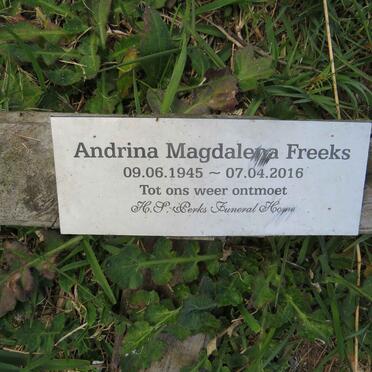 Andrina Magdalena Freeks
09.06.1945 ~ 07.04.2016
Tot ons weer ontmoet
H.S. Perks Funeral Home